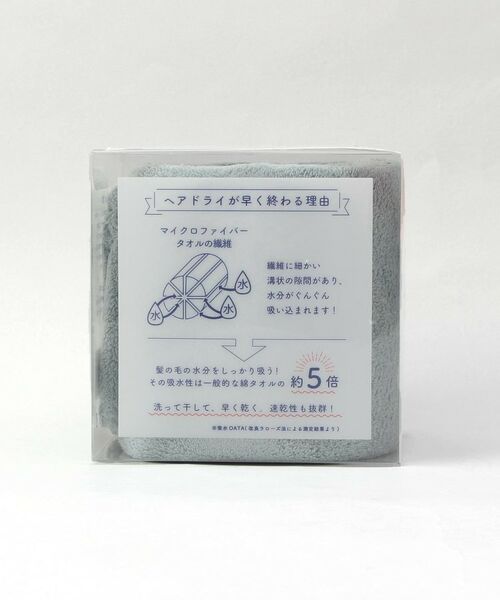 ヘアドライが早く終わる理由
マイクロファイバー
タオルの繊維
水
水
水
繊維に細かい
溝状の隙間があり、
水分がぐんぐん
吸い込まれます!
髪の毛の水分をしっかり吸う!
その吸水性は一般的な綿タオルの
約5倍
洗って干して、早く乾く。速乾性も抜群!